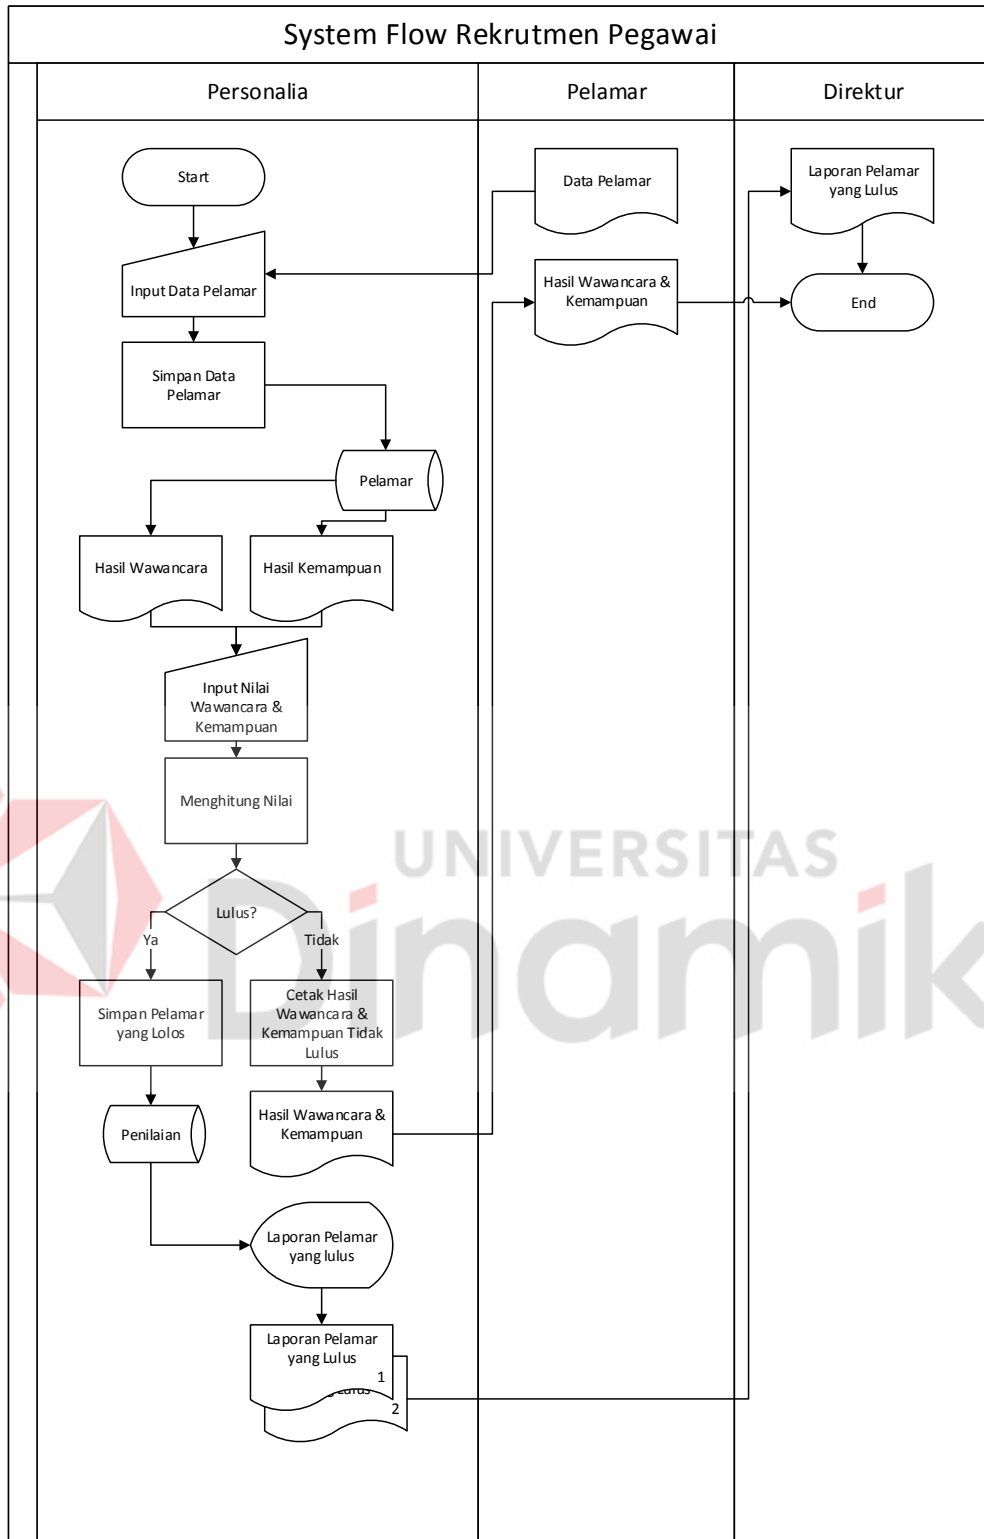 System Flow Rekrutmen Pegawai
Personalia
Pelamar
Direktur
Start
Data Pelamar
Laporan Pelamar
yang Lulus
Input Data Pelamar
Hasil Wawancara &
Kemampuan
End
Simpan Data
Pelamar
Pelamar
Hasil Wawancara
Hasil Kemampuan
Input Nilai
Wawancara &
Kemampuan
Menghitung Nilai
UNIVERSITAS
Dinamik
Lulus?
Ya
Tidak
Simpan Pelamar
yang Lolos
Cetak Hasil
Wawancara &
Kemampuan Tidak
Lulus
Penilaian
Hasil Wawancara &
Kemampuan
Laporan Pelamar
yang lulus
Laporan Pelamar
yang Lulus
1
2